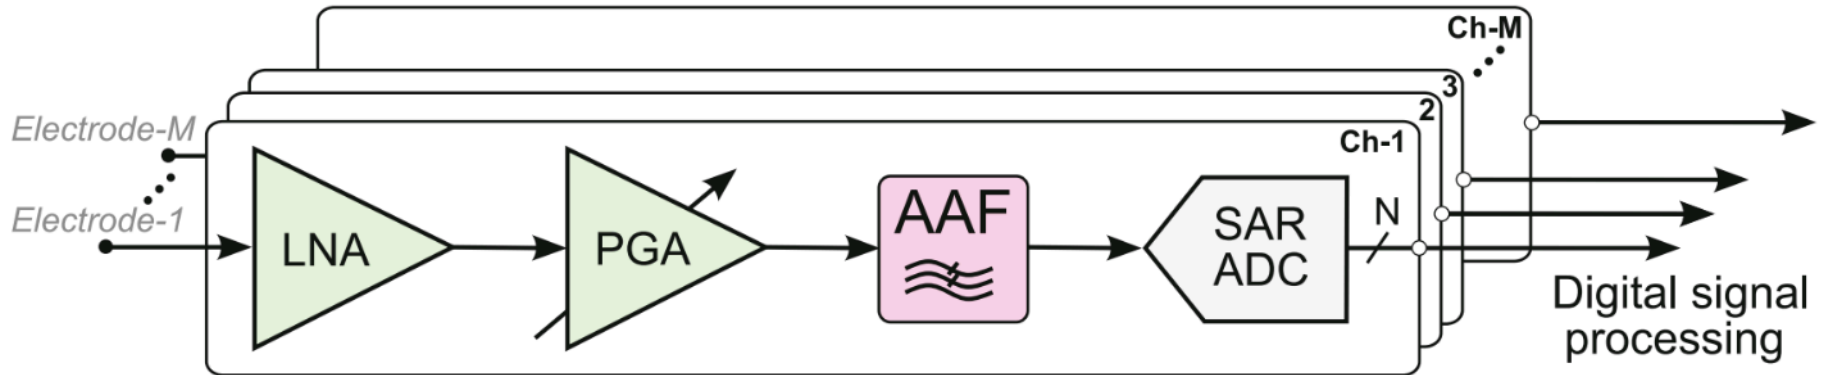 Ch-M
3
2
Ch-1
Electrode-M
Electrode-1
LNA
PGA
AAF
SAR
ADC
N
Digital signal
processing